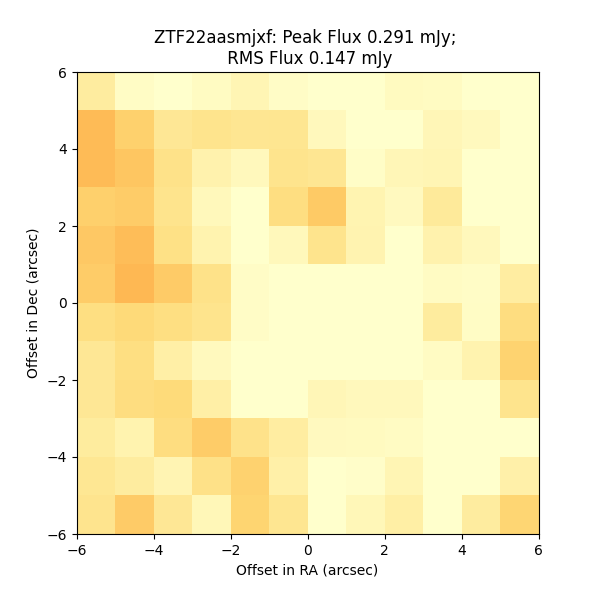 ZTF22aasmjxf: Peak Flux 0.291 mJy;
RMS Flux 0.147 mJy
6
4
2
0
−2
−4
−6
Offset in Dec (arcsec)
−6 −4 −2 0 2 4 6
Offset in RA (arcsec)